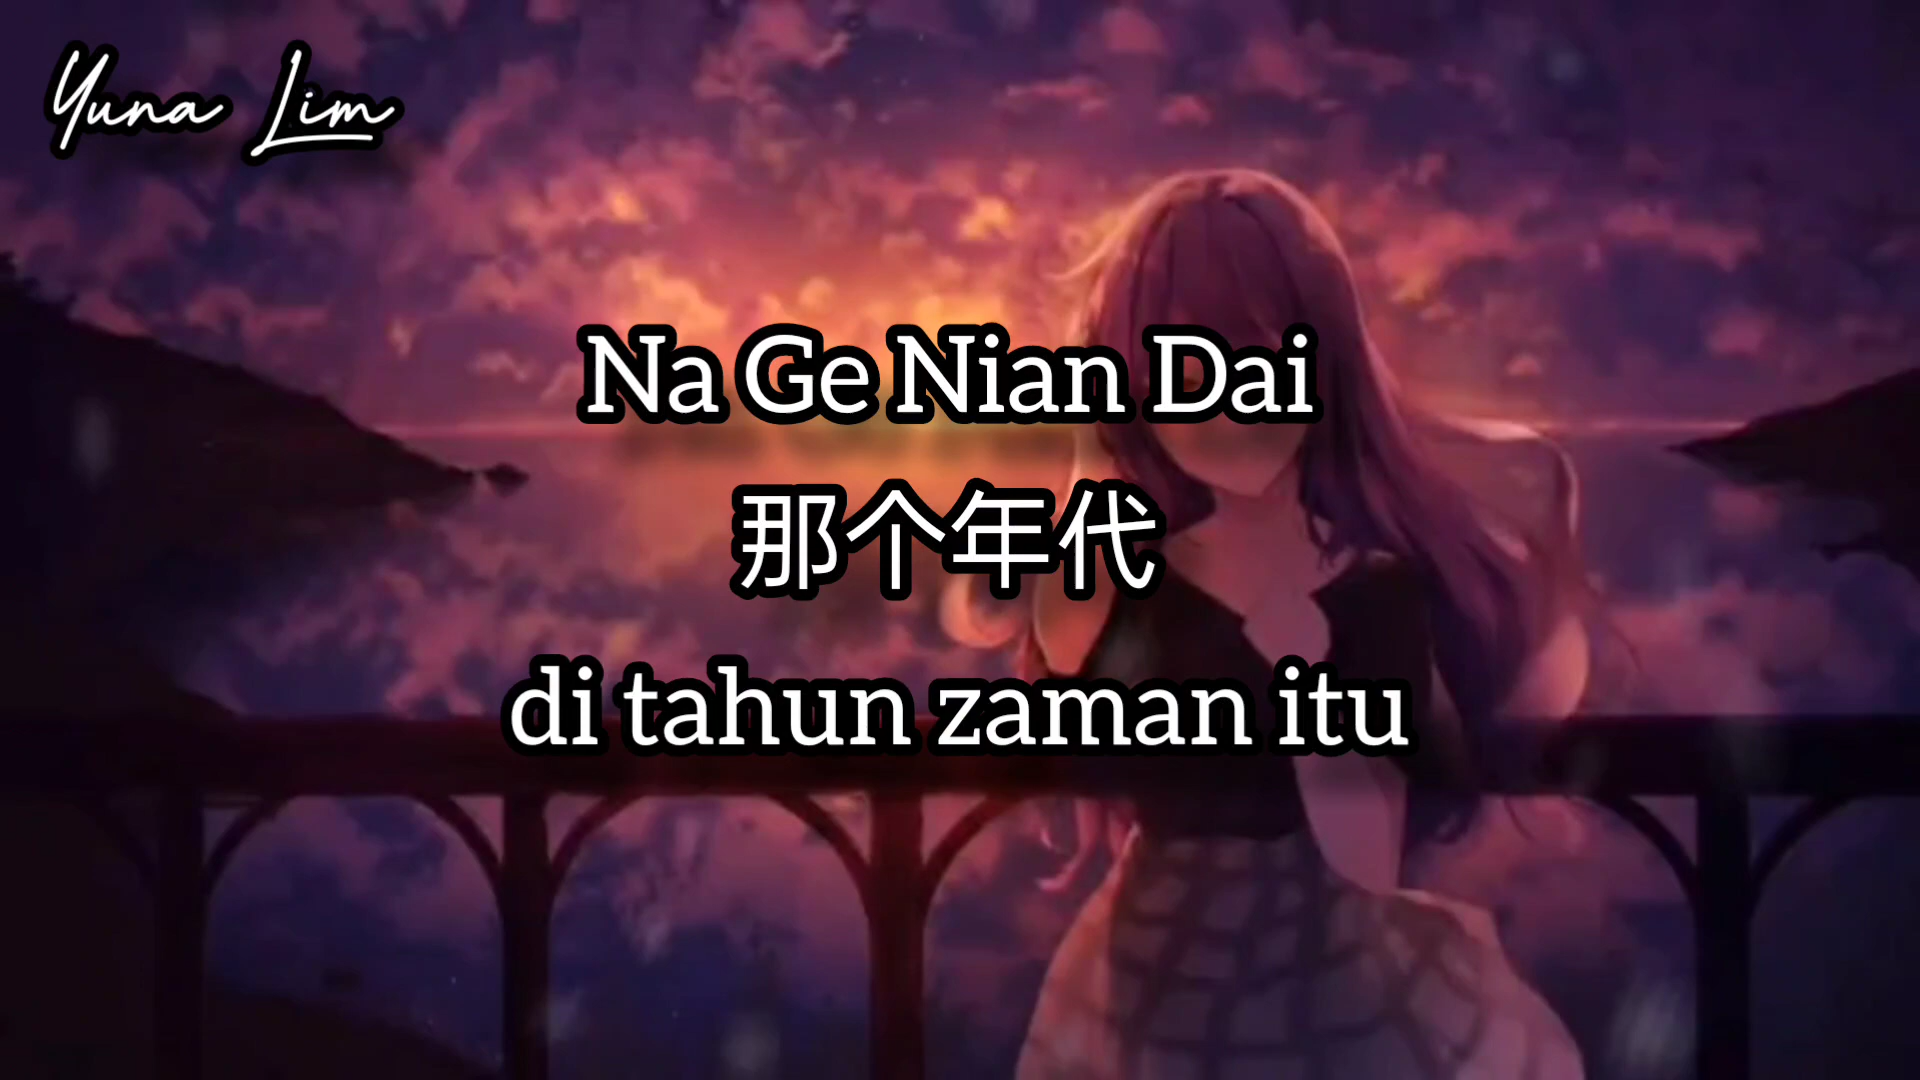 Yuna Lim
Na Ge Nian Dai
那个年代
di tahun zaman itu